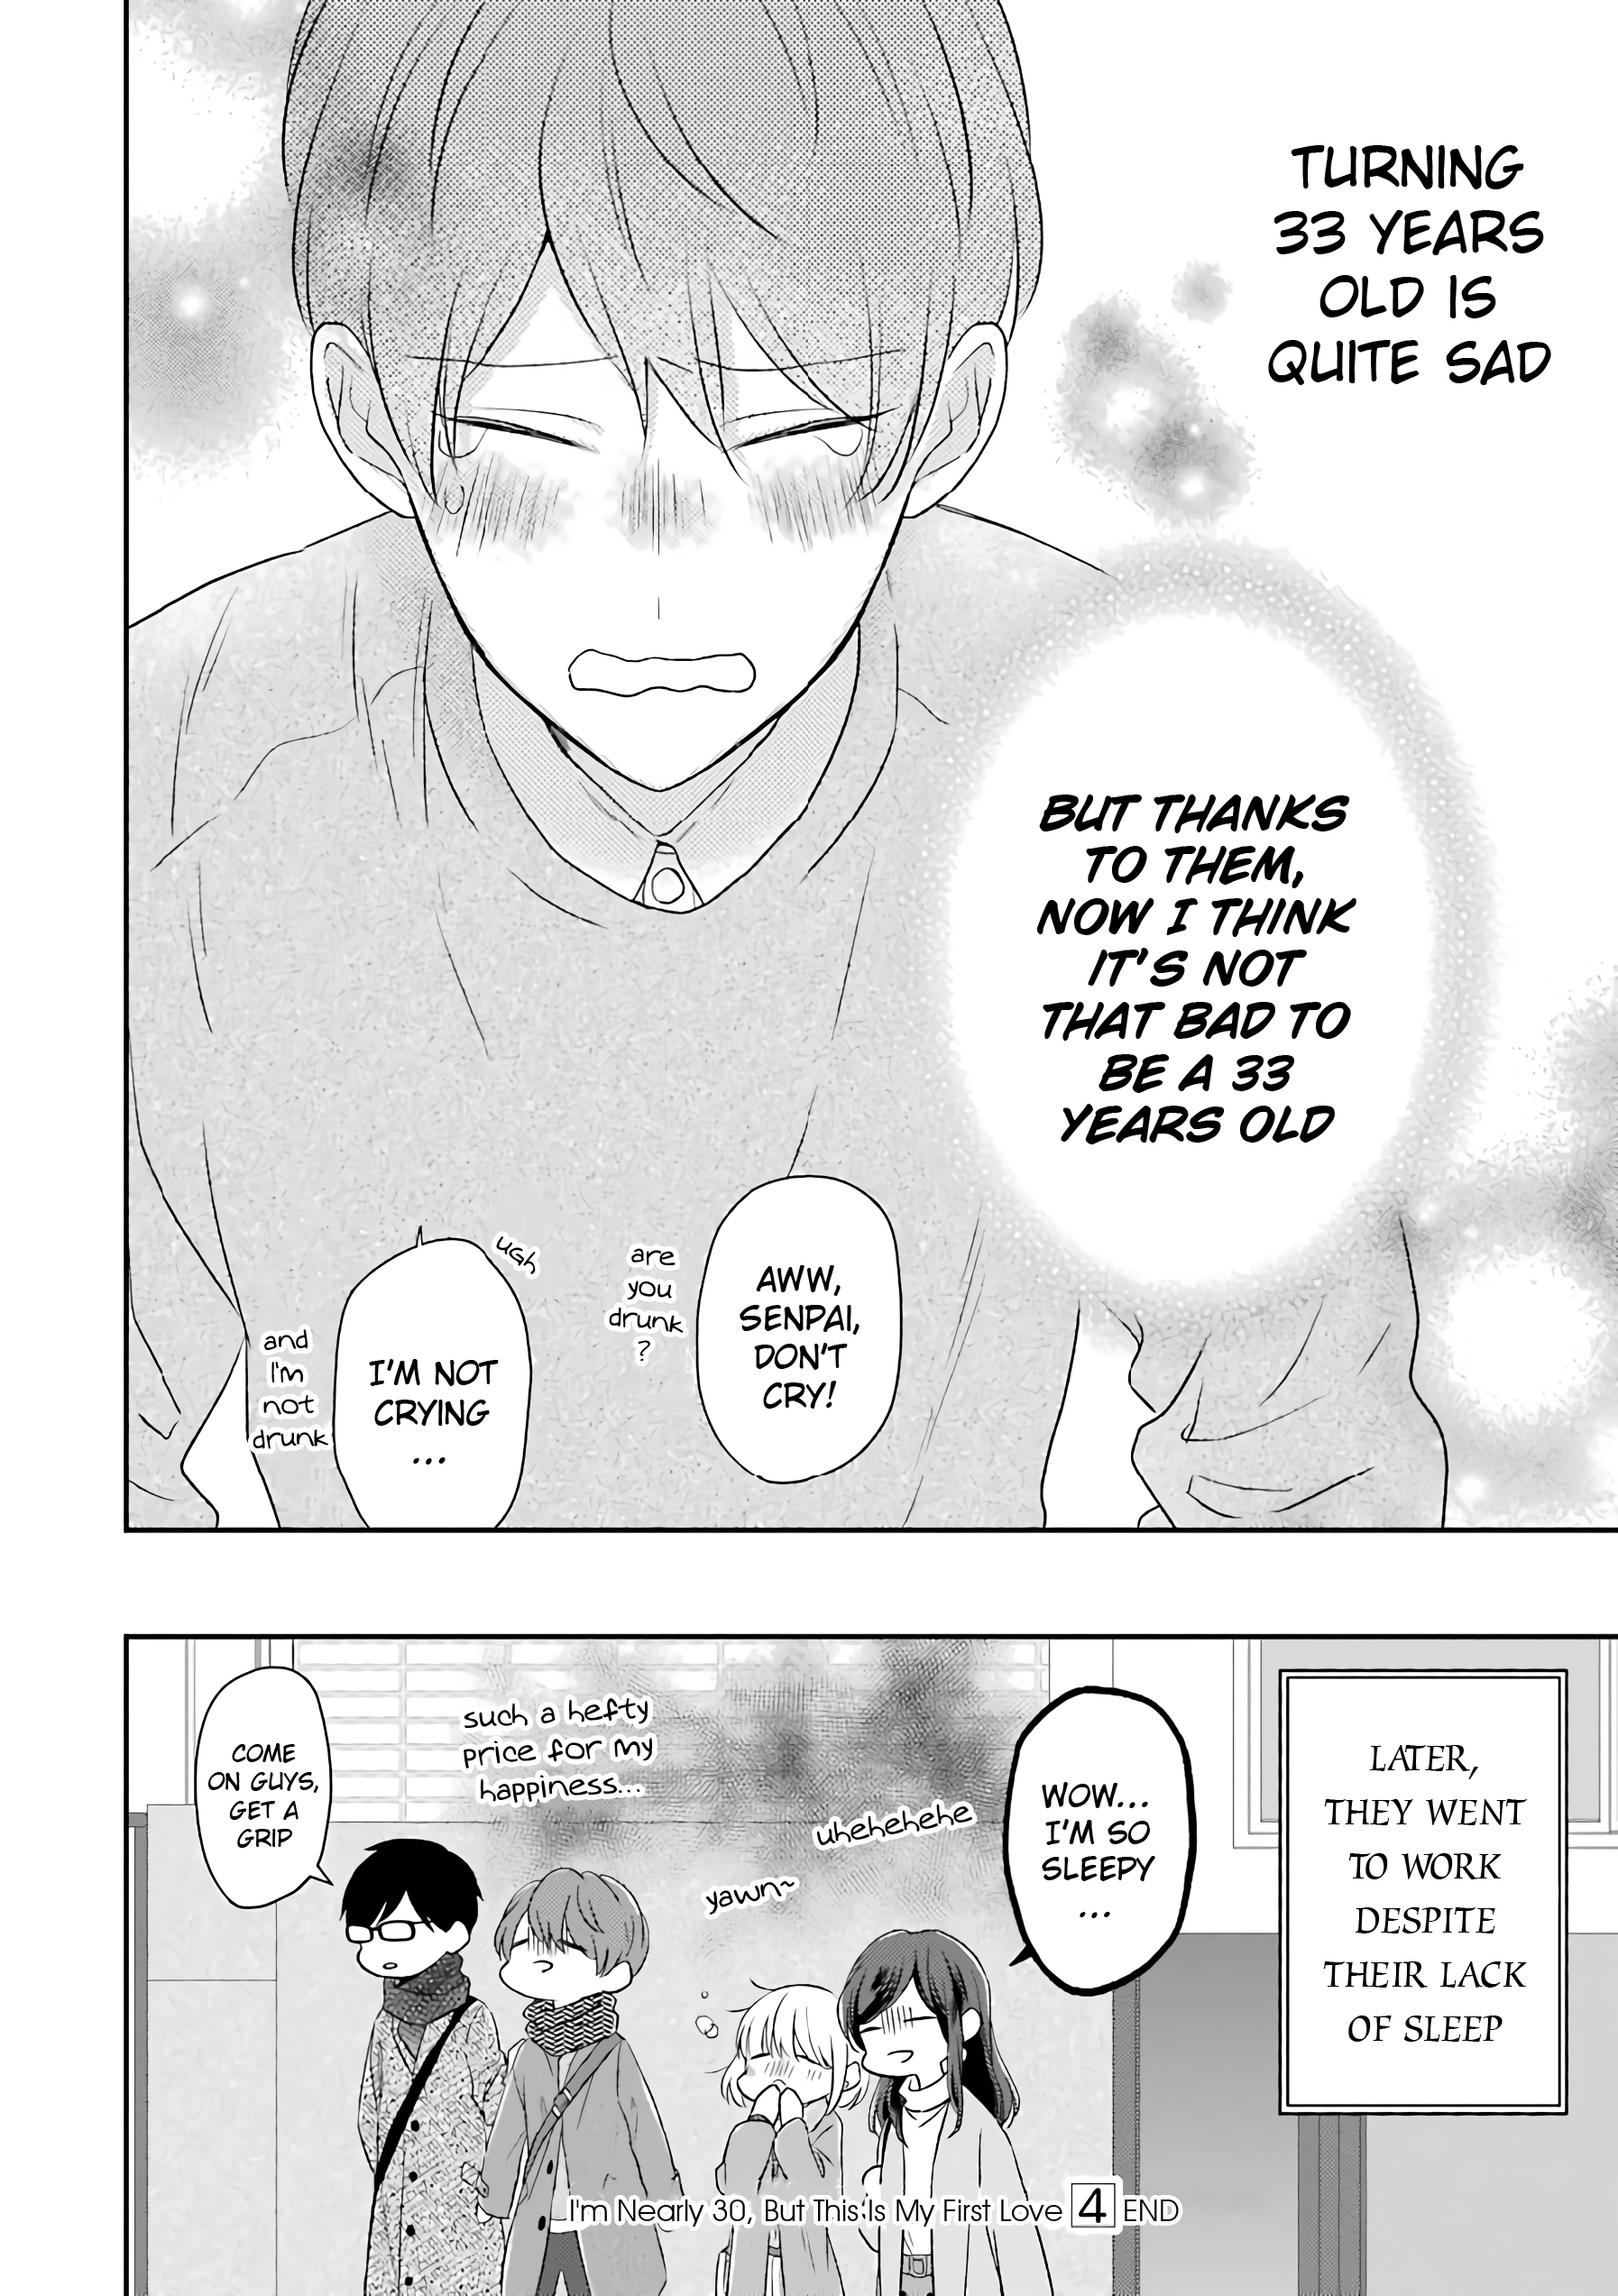 TURNING
33 YEARS
OLD IS
QUITE SAD
BUT THANKS
TO THEM,
NOW I THINK
IT'S NOT
THAT BAD TO
BE A 33
YEARS OLD
AWW,
SENPAI,
DON'T
CRY!
are
you
drunk
?
ugh
I'M NOT
CRYING
...
and
I'm
not
drunk
LATER,
THEY WENT
TO WORK
DESPITE
THEIR LACK
OF SLEEP
WOW...
I'M SO
SLEEPY
...
uhehehehe
yawn~
such a hefty
price for my
happiness...
COME
ON GUYS,
GET A
GRIP
I'm Nearly 30, But This Is My First Love 4 END